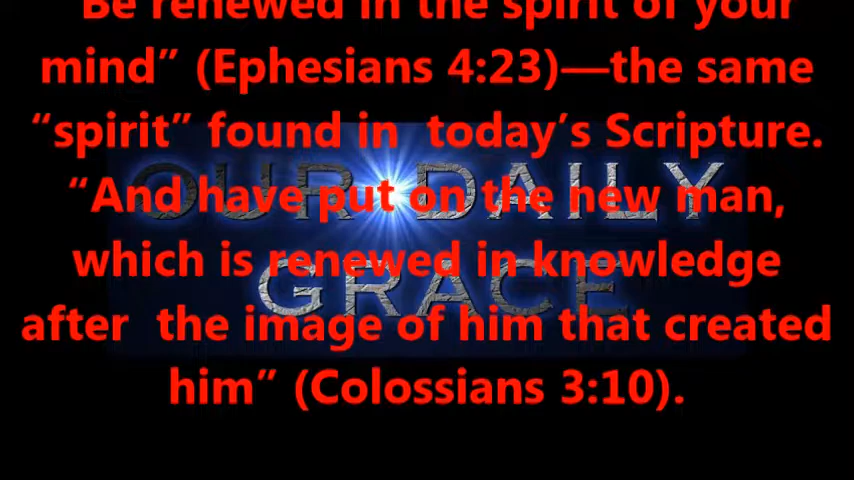 Be renewed in the spirit of your
mind” (Ephesians 4:23)—the same
“spirit” found in today’s Scripture.
“And have put on the new man,
which is renewed in knowledge
after the image of him that created
him” (Colossians 3:10).
OUR DAILY
GRACE